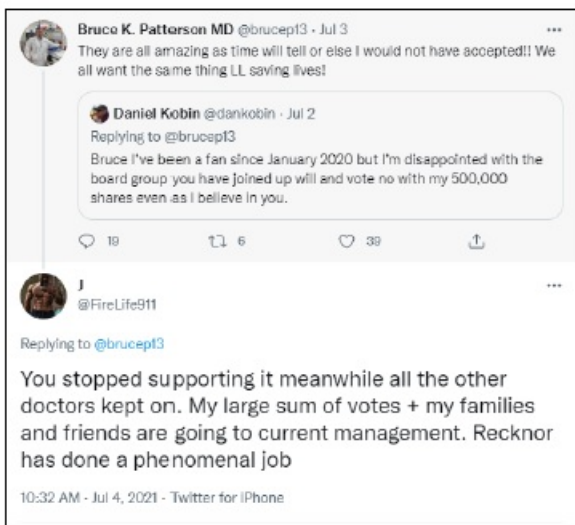 Bruce K. Patterson MD @brucep13 · Jul 3
They are all amazing as time will tell or else I would not have accepted!! We
all want the same thing LL saving lives!
Daniel Kobin @dankobin · Jul 2
Replying to @brucep13
Bruce I've been a fan since January 2020 but I'm disappointed with the
board group you have joined up will and vote no with my 500,000
shares even as I believe in you.
19 6 39
J
@FireLife911
Replying to @brucep13
You stopped supporting it meanwhile all the other
doctors kept on. My large sum of votes + my families
and friends are going to current management. Recknor
has done a phenomenal job
10:32 AM · Jul 4, 2021 · Twitter for iPhone